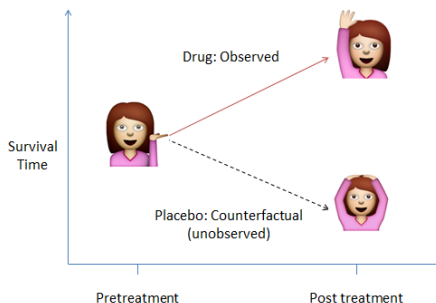 Drug: Observed
Survival
Time
Placebo: Counterfactual
(unobserved)
Pretreatment
Post treatment